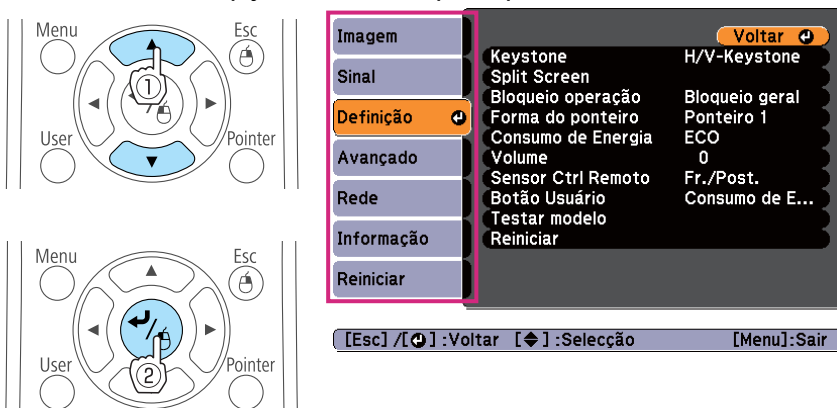 Menu
Esc
1
User
Pointer
Menu
Esc
2
User
Pointer
Imagem
Sinal
Definição
Avançado
Rede
Informação
Reiniciar
Voltar
Keystone H/V-Keystone
Split Screen
Bloqueio operação Bloqueio geral
Forma do ponteiro Ponteiro 1
Consumo de Energia ECO
Volume 0
Sensor Ctrl Remoto Fr./Post.
Botão Usuário Consumo de E...
Testar modelo
Reiniciar
[Esc] /[ ] :Voltar [ ] :Selecção [Menu]:Sair